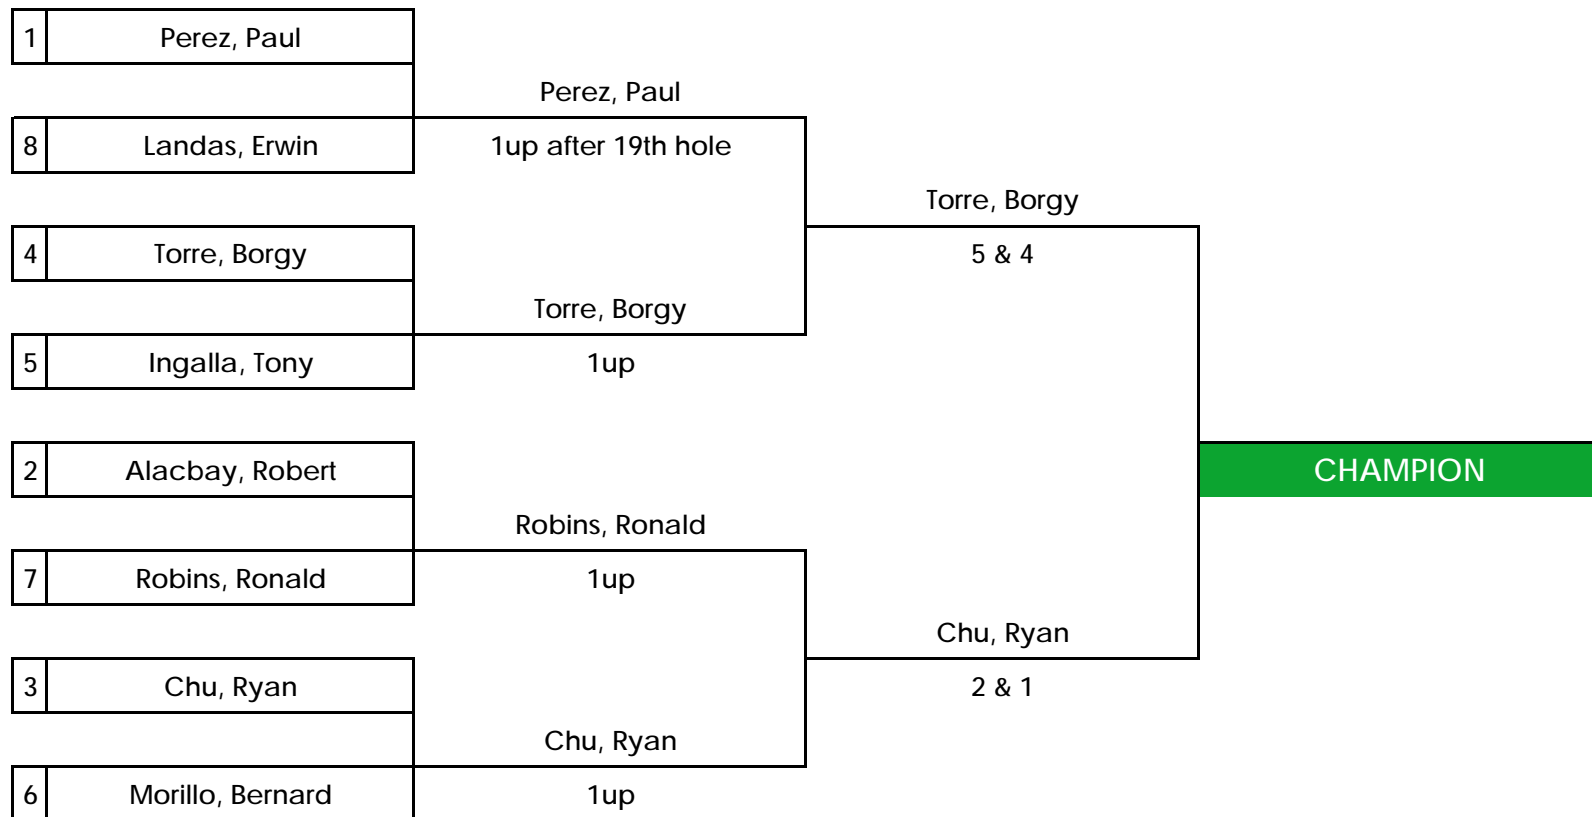 1 Perez, Paul
Perez, Paul
8 Landas, Erwin
1up after 19th hole
Torre, Borgy
4 Torre, Borgy
5 & 4
Torre, Borgy
5 Ingalla, Tony
1up
2 Alacbay, Robert
CHAMPION
Robins, Ronald
7 Robins, Ronald
1up
Chu, Ryan
3 Chu, Ryan
2 & 1
Chu, Ryan
6 Morillo, Bernard
1up